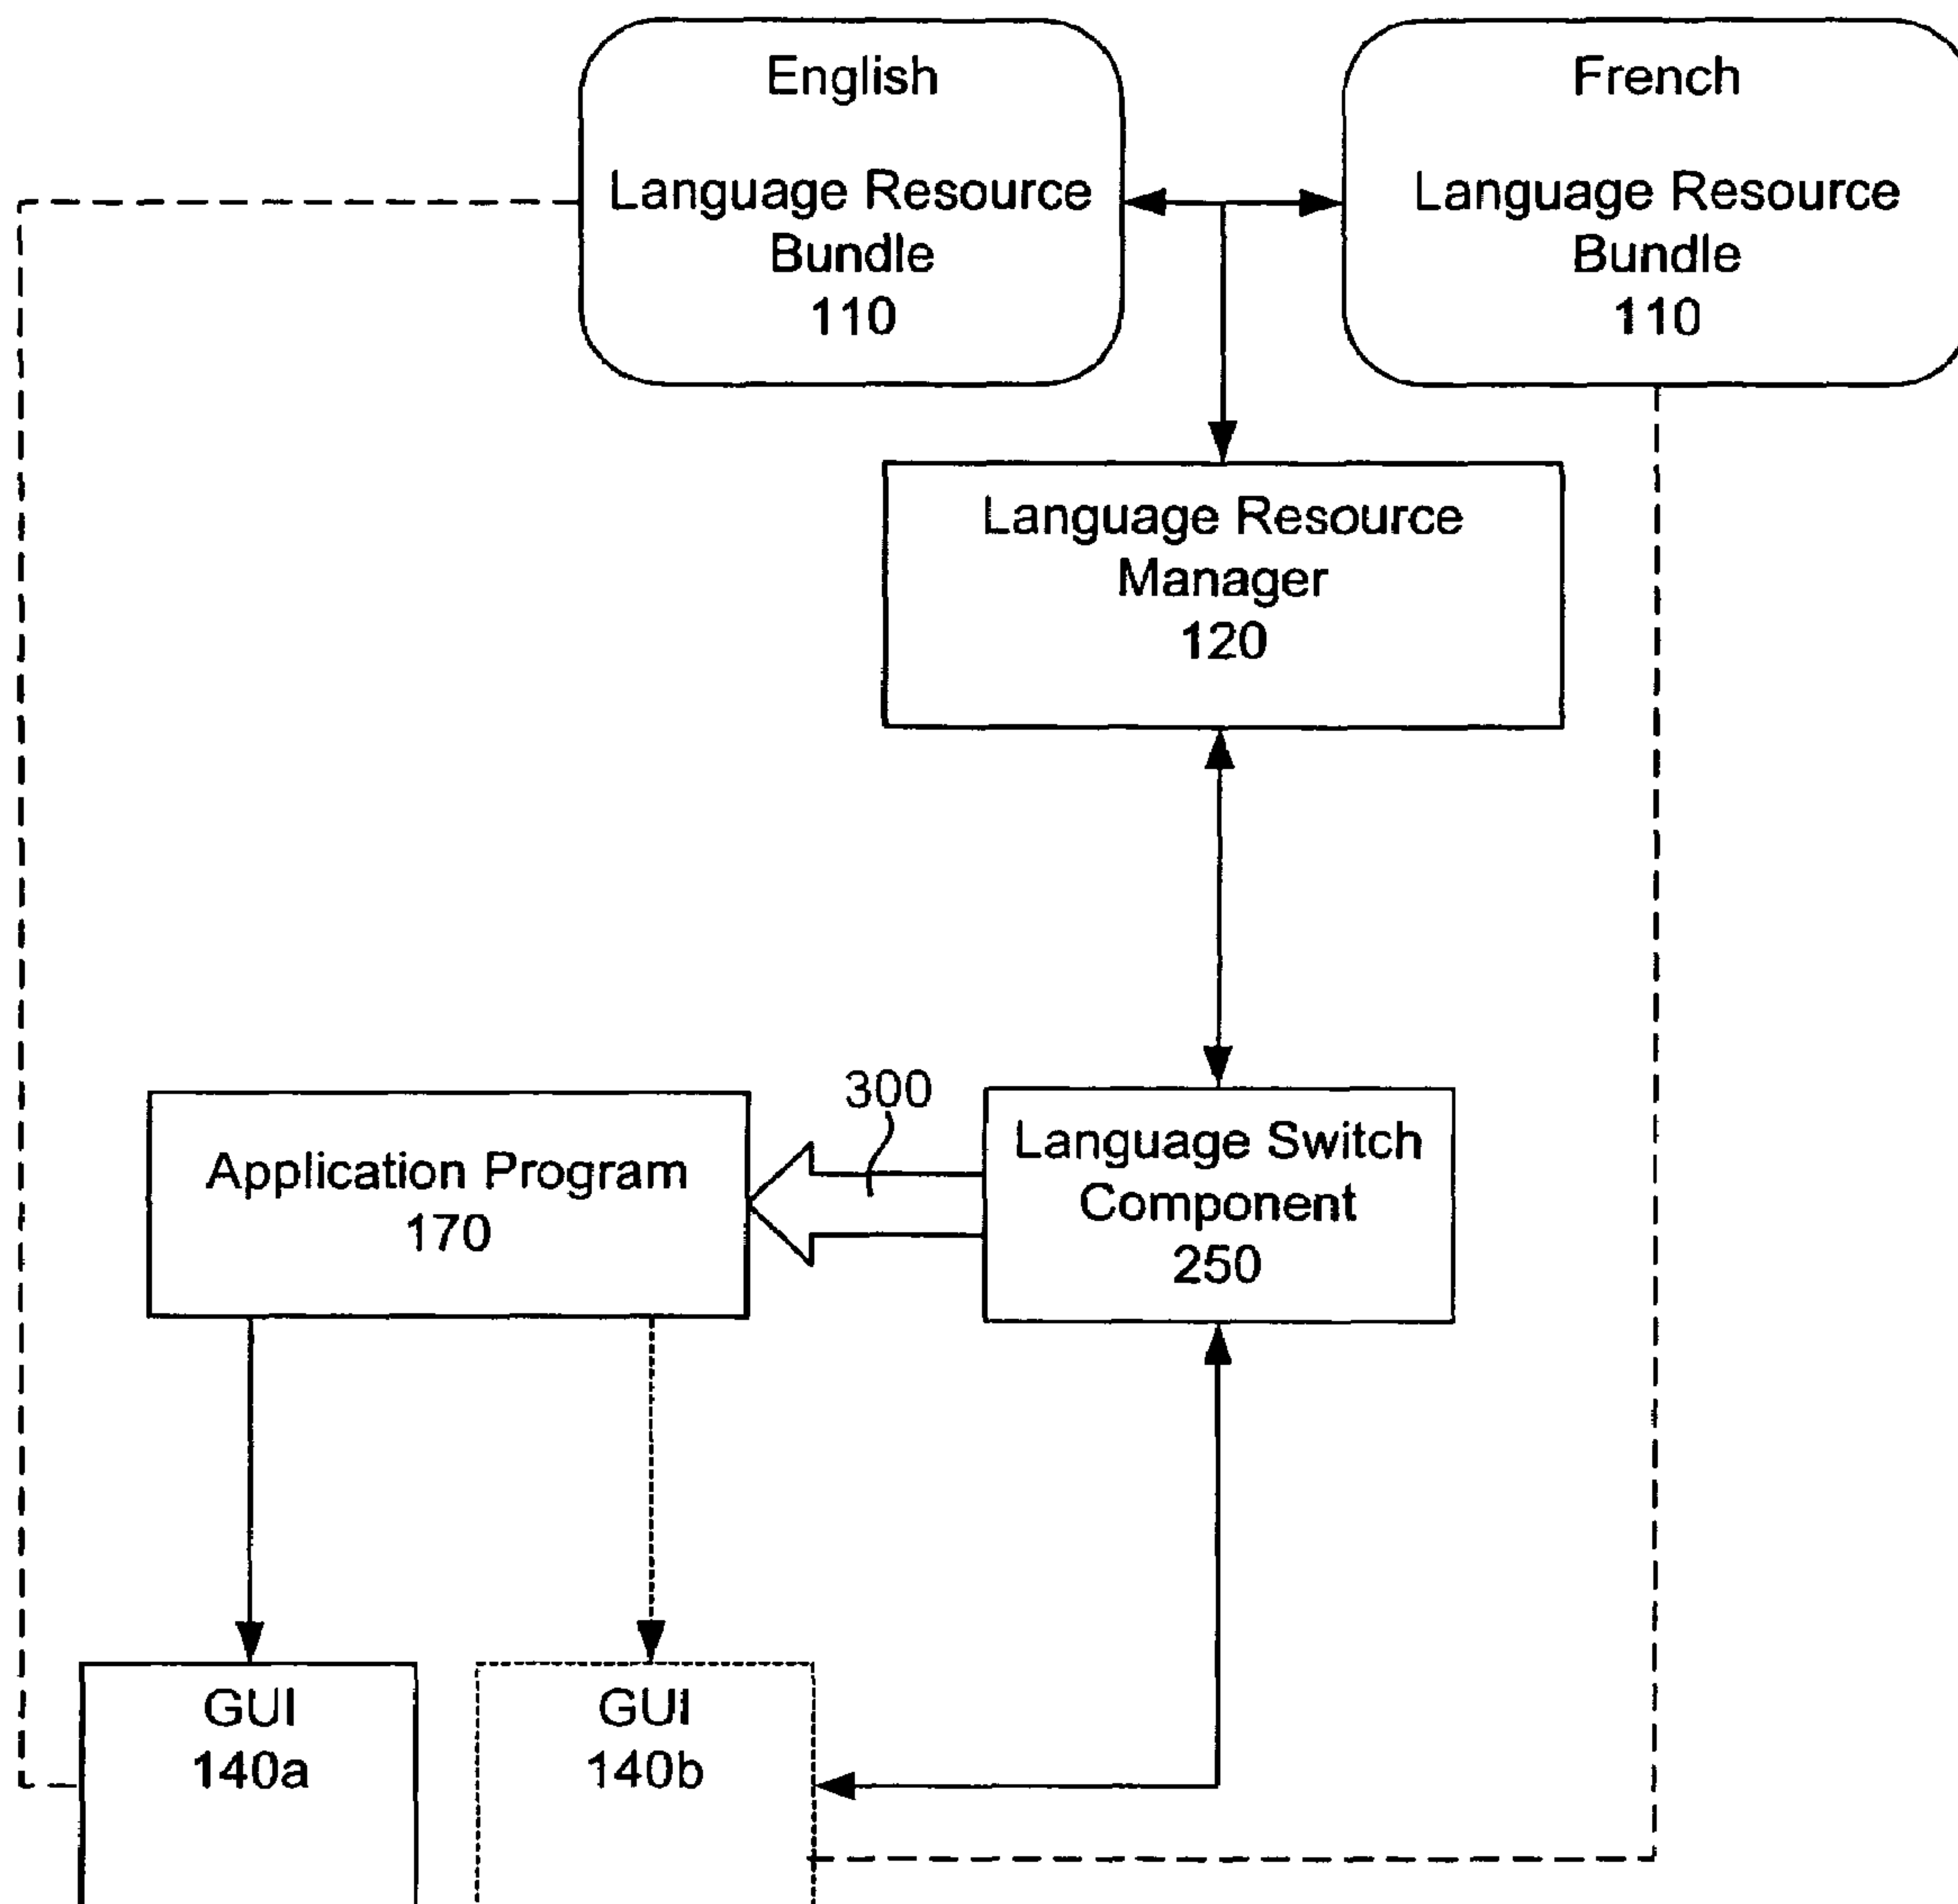 English
Language Resource
Bundle
110
French
Language Resource
Bundle
110
Language Resource
Manager
120
300
Application Program
170
Language Switch
Component
250
GUI
140a
GUI
140b